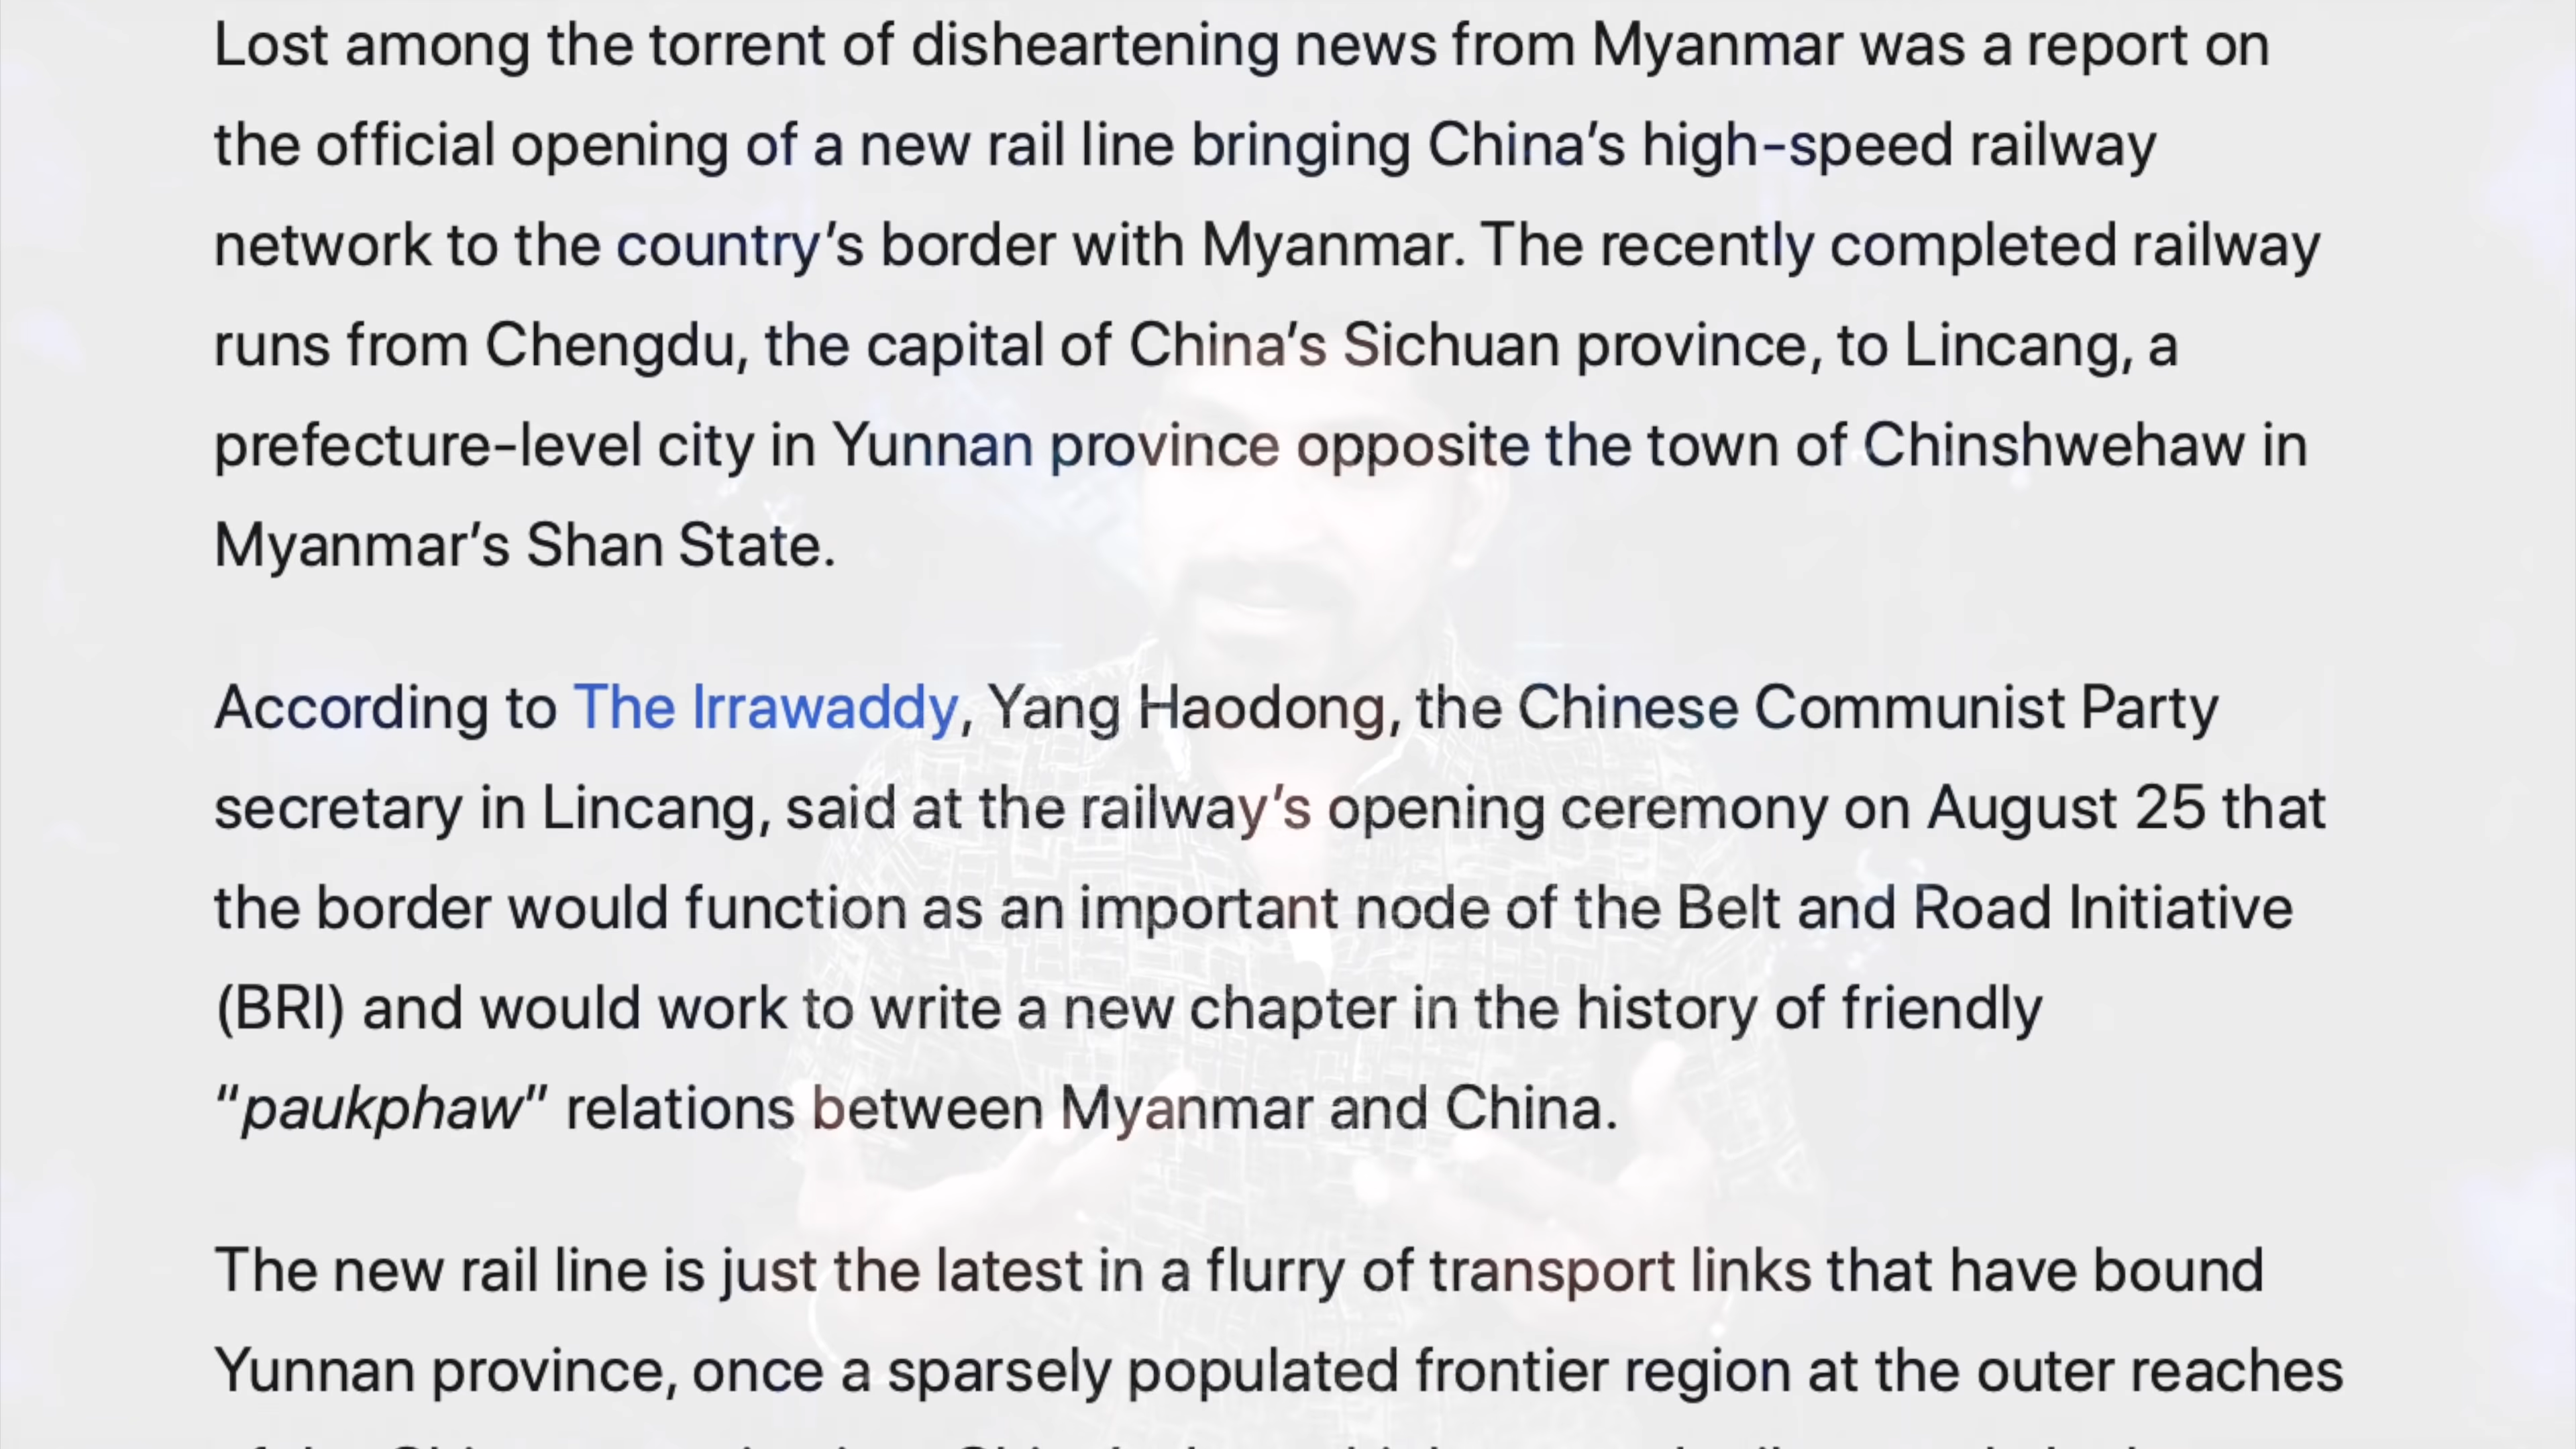 Lost among the torrent of disheartening news from Myanmar was a report on
the official opening of a new rail line bringing China’s high-speed railway
network to the country’s border with Myanmar. The recently completed railway
runs from Chengdu, the capital of China’s Sichuan province, to Lincang, a
prefecture-level city in Yunnan province opposite the town of Chinshwehaw in
Myanmar’s Shan State.
According to The Irrawaddy, Yang Haodong, the Chinese Communist Party
secretary in Lincang, said at the railway’s opening ceremony on August 25 that
the border would function as an important node of the Belt and Road Initiative
(BRI) and would work to write a new chapter in the history of friendly
“paukphaw” relations between Myanmar and China.
The new rail line is just the latest in a flurry of transport links that have bound
Yunnan province, once a sparsely populated frontier region at the outer reaches